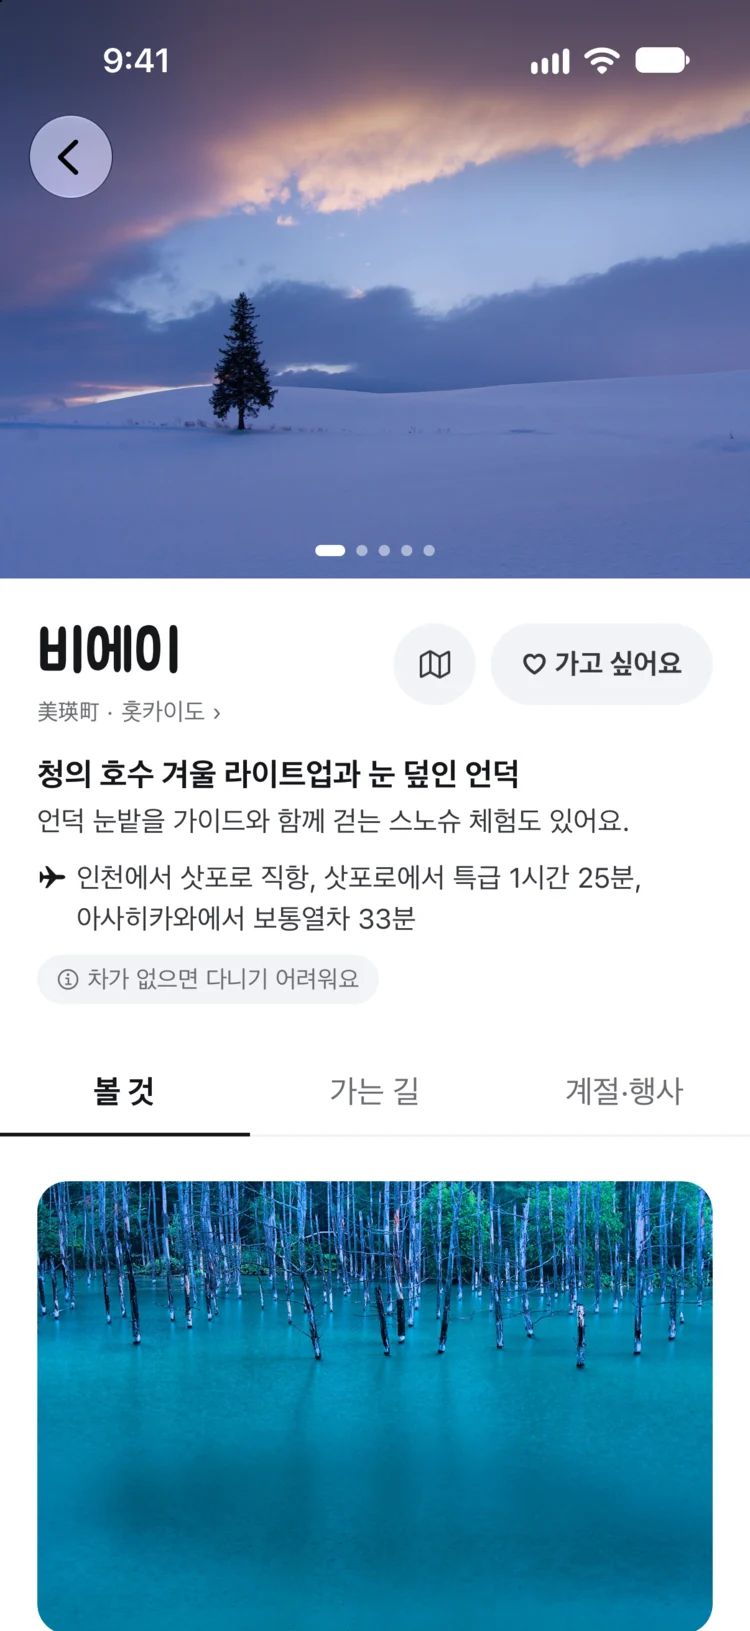 9:41
비에이
가고 싶어요
美瑛町 · 홋카이도 ›
청의 호수 겨울 라이트업과 눈 덮인 언덕
언덕 눈밭을 가이드와 함께 걷는 스노슈 체험도 있어요.
인천에서 삿포로 직항, 삿포로에서 특급 1시간 25분,
아사히카와에서 보통열차 33분
차가 없으면 다니기 어려워요
볼 것
가는 길
계절·행사